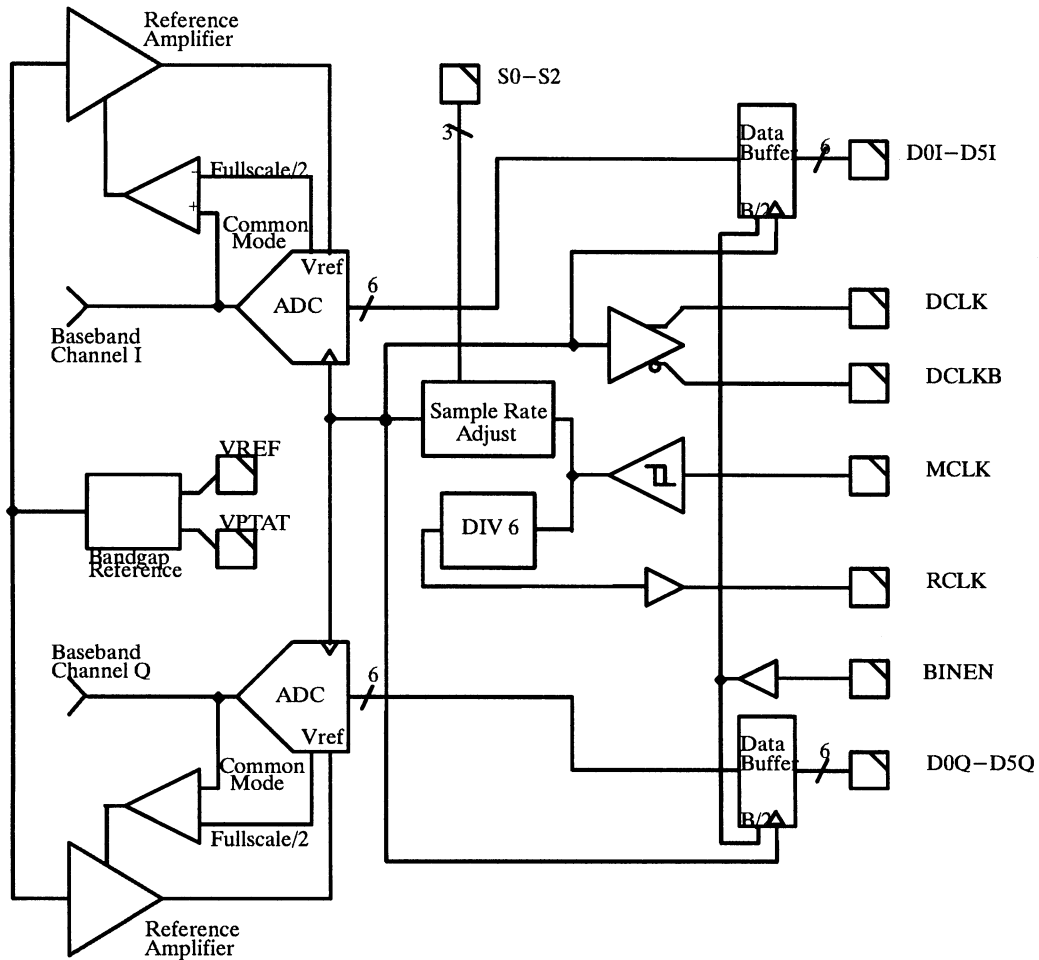 Reference
Amplifier
S0-S2
3
Data
Buffer
6
D0I-D5I
-
Fullscale/2
+
B/2
Common
Mode
Vref
ADC
6
DCLK
Baseband
Channel I
DCLKB
Sample Rate
Adjust
VREF
MCLK
VPTAT
DIV 6
Bandgap
Reference
RCLK
Baseband
Channel Q
BINEN
ADC
6
Vref
Data
Buffer
6
D0Q-D5Q
Common
Mode
B/2
Fullscale/2
Reference
Amplifier